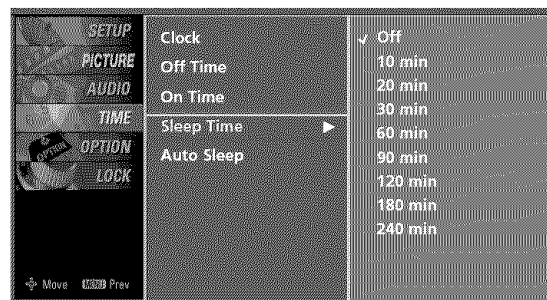 SETUP
PICTURE
AUDIO
TIME
OPTION
OPTION
LOCK
Move MENU Prev
Clock
Off Time
On Time
Sleep Time ▶
Auto Sleep
✓ Off
10 min
20 min
30 min
60 min
90 min
120 min
180 min
240 min